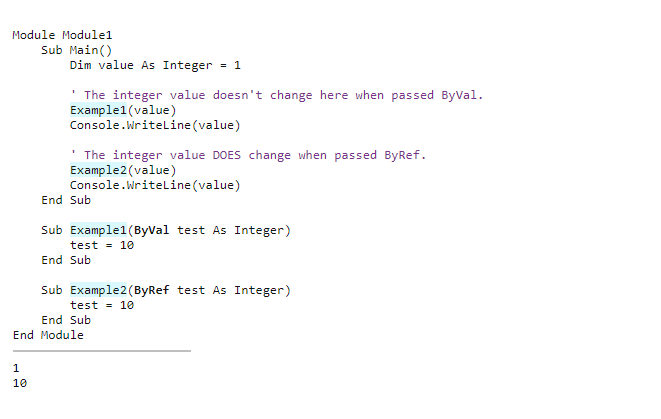 Module Module1
    Sub Main()
        Dim value As Integer = 1

        ' The integer value doesn't change here when passed ByVal.
        Example1(value)
        Console.WriteLine(value)

        ' The integer value DOES change when passed ByRef.
        Example2(value)
        Console.WriteLine(value)
    End Sub

    Sub Example1(ByVal test As Integer)
        test = 10
    End Sub

    Sub Example2(ByRef test As Integer)
        test = 10
    End Sub
End Module
1
10